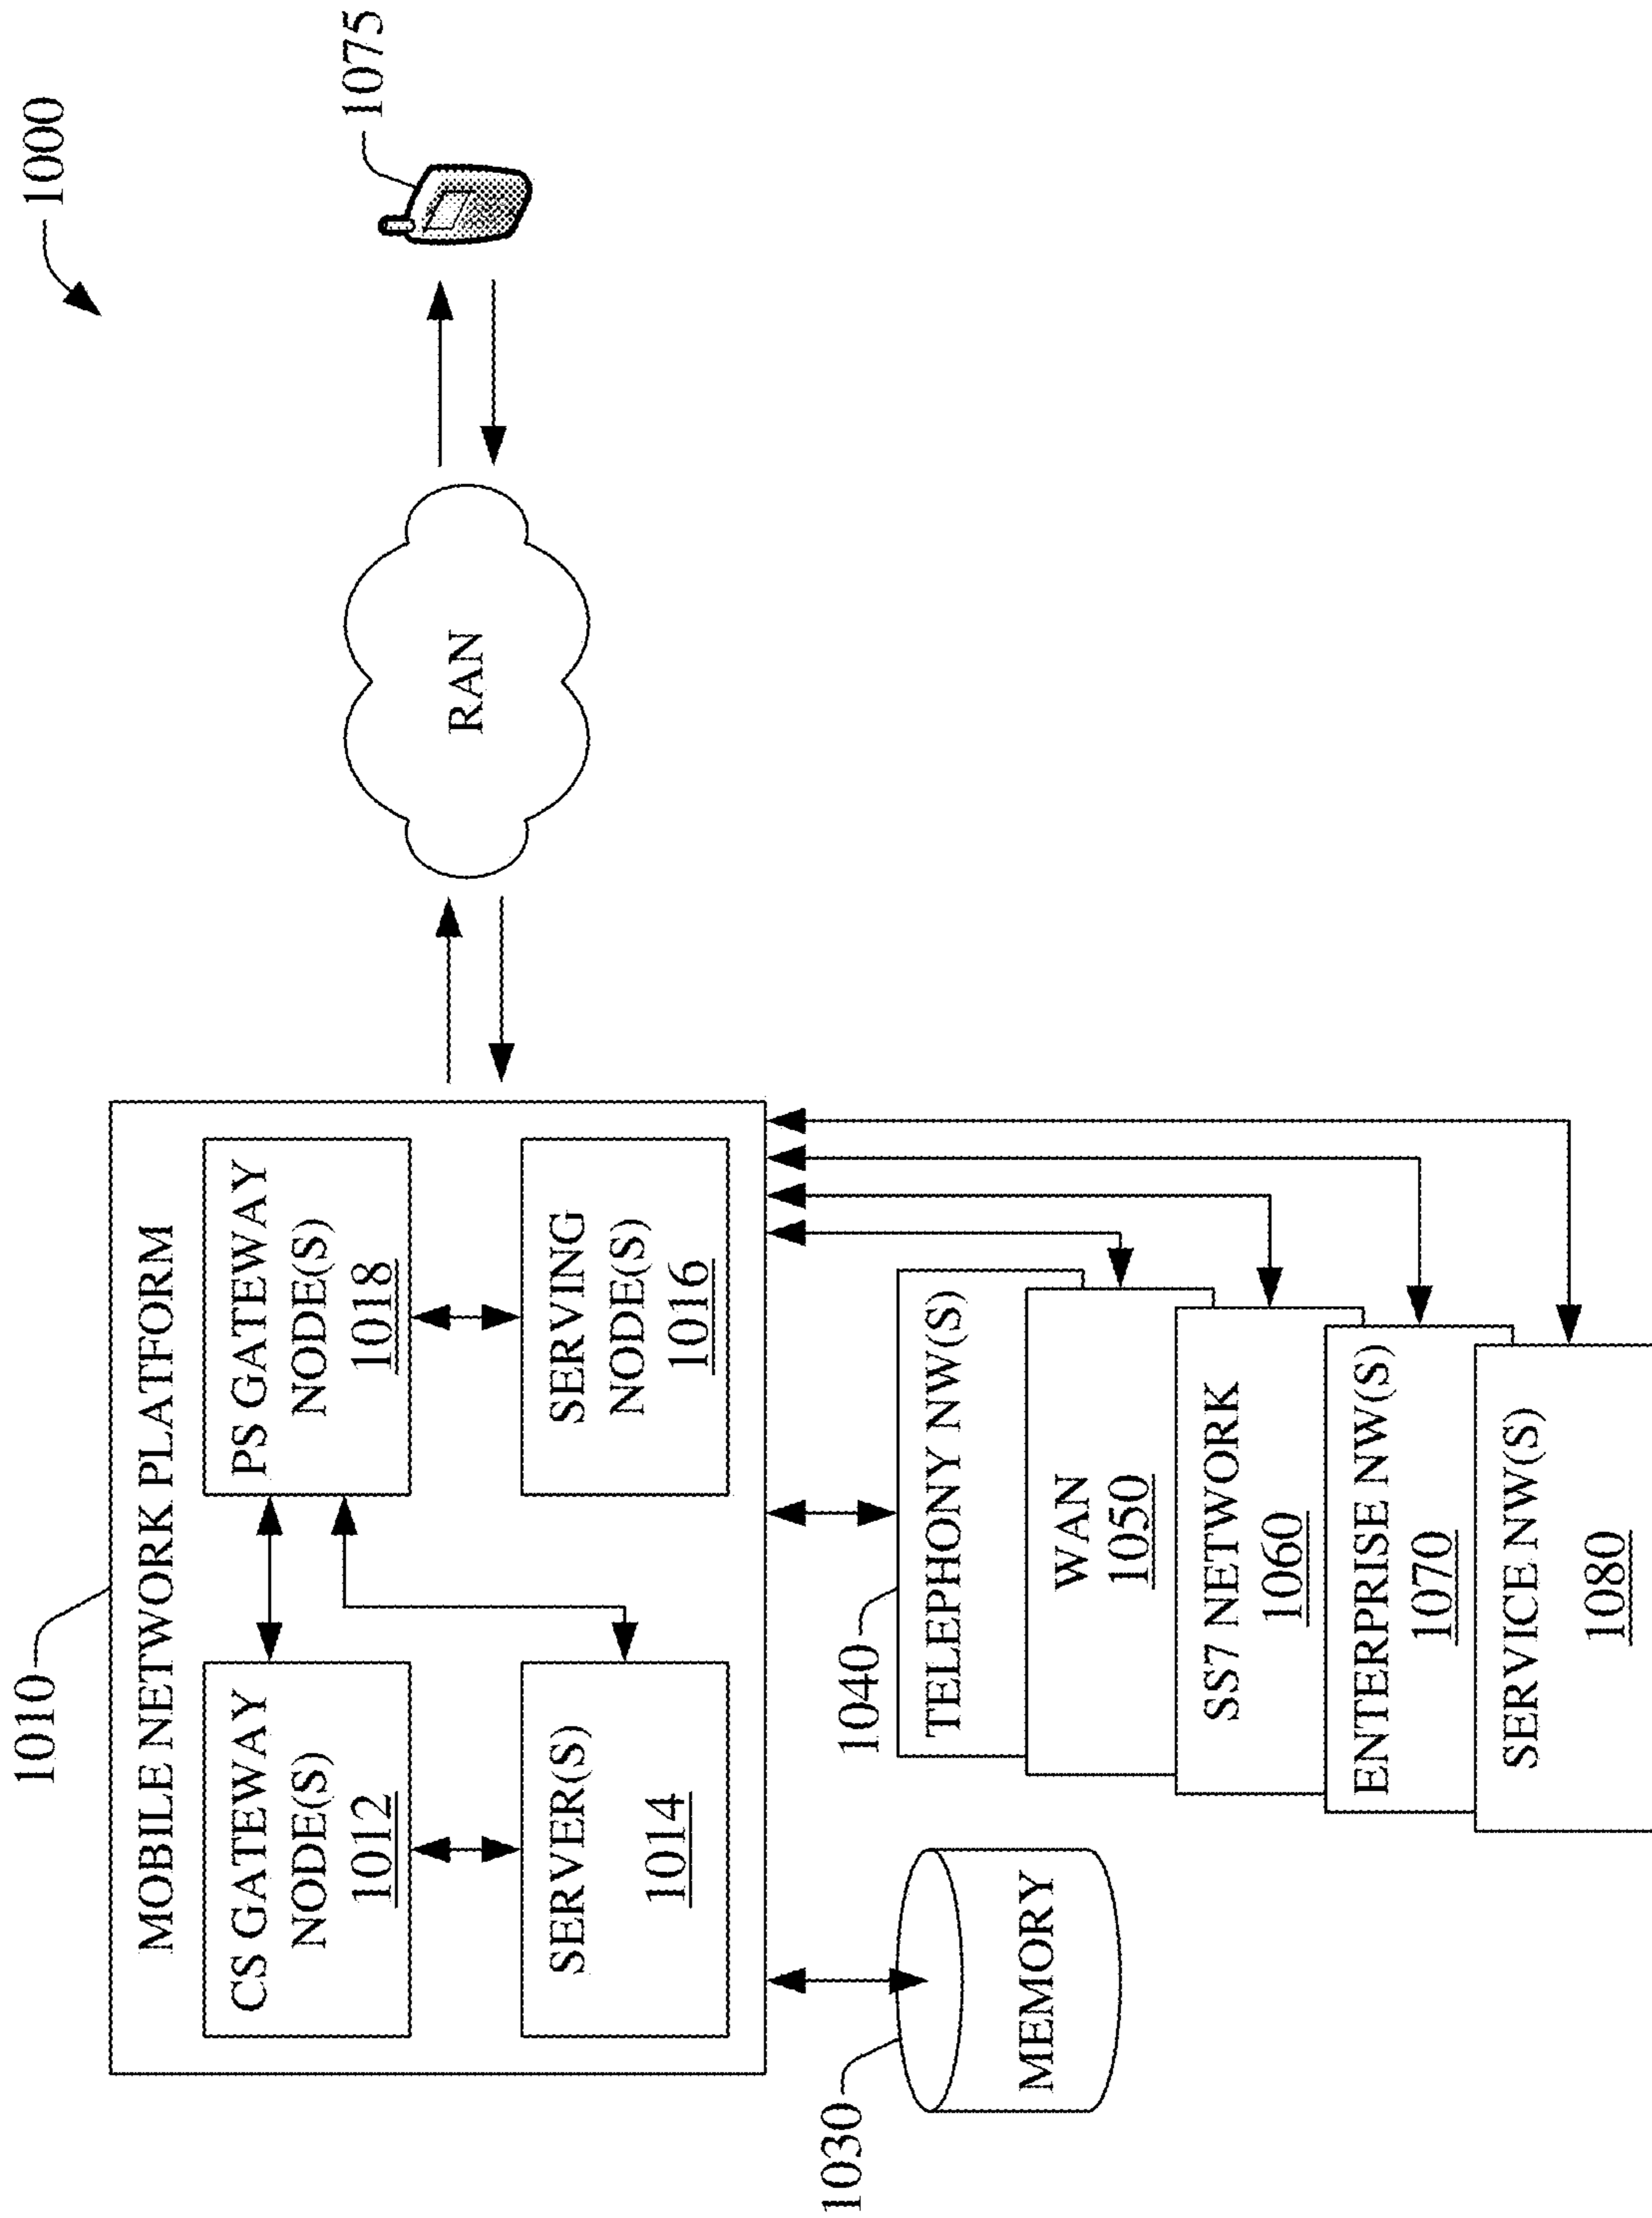 1000
1010
1075
MOBILE NETWORK PLATFORM
CS GATEWAY
NODE(S)
1012
PS GATEWAY
NODE(S)
1018
SERVER(S)
1014
SERVING
NODE(S)
1016
RAN
1030
MEMORY
1040
TELEPHONY NW(S)
WAN
1050
SS7 NETWORK
1060
ENTERPRISE NW(S)
1070
SERVICE NW(S)
1080